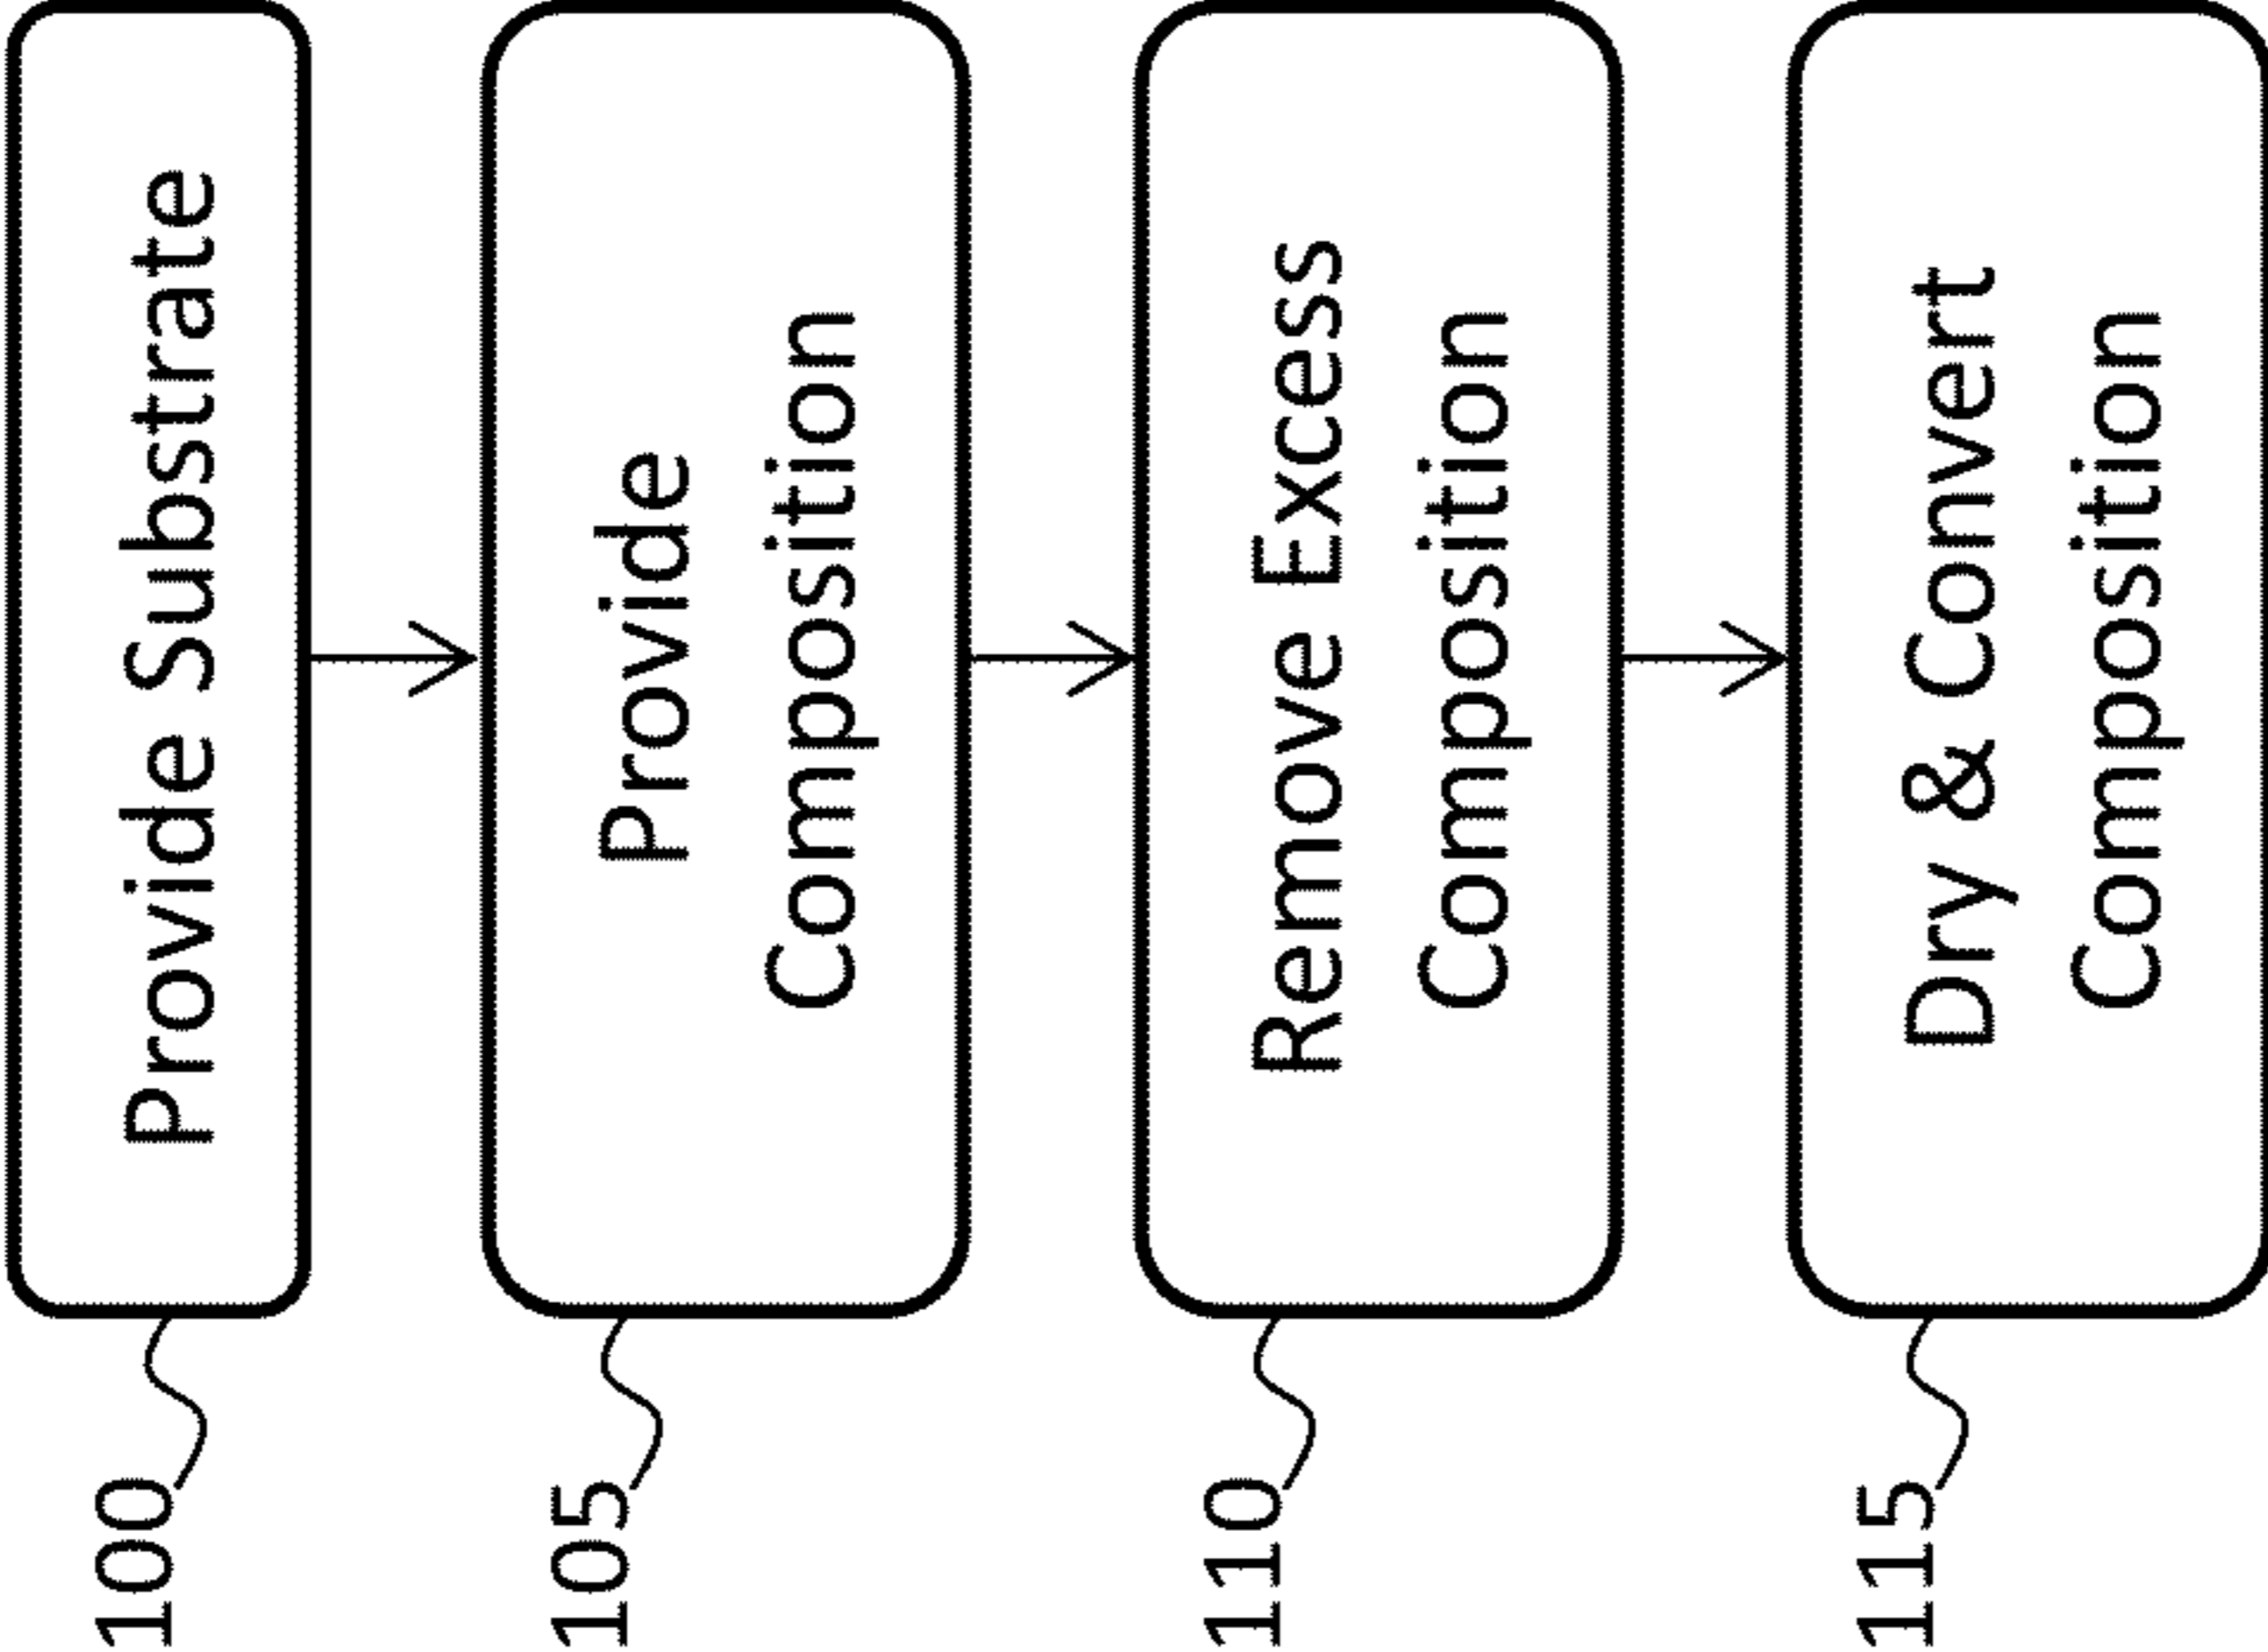 100
Provide Substrate
105
Provide
Composition
110
Remove Excess
Composition
115
Dry & Convert
Composition